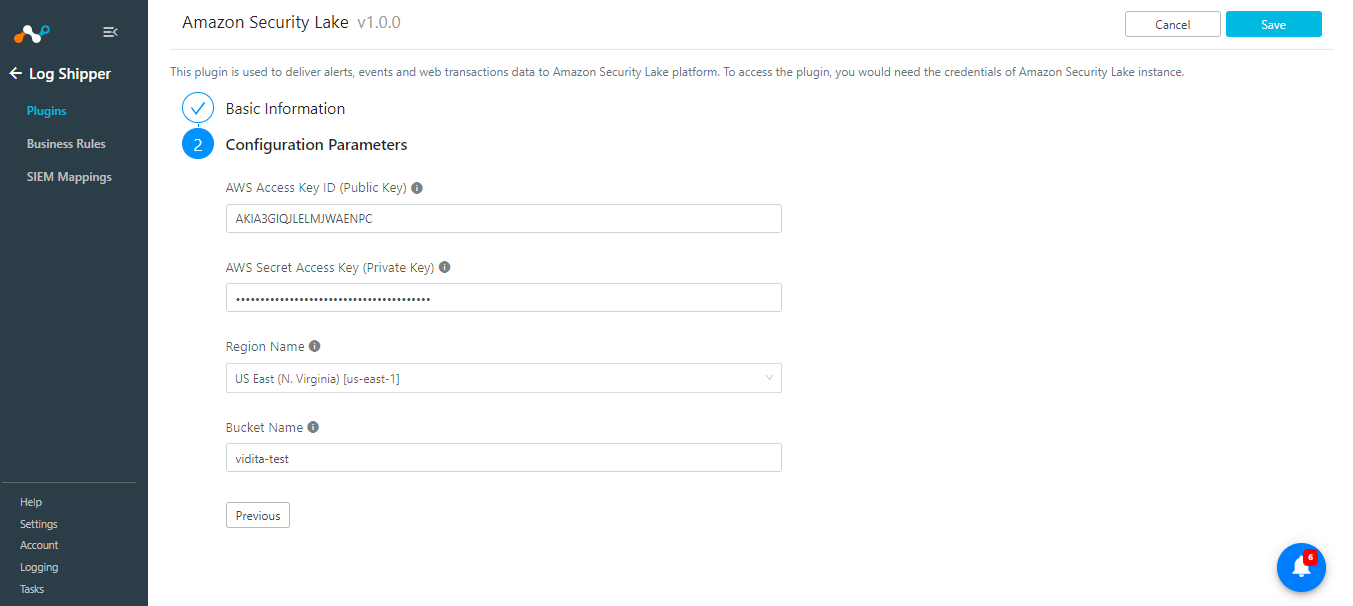 Amazon Security Lake v1.0.0
Cancel
Save
Log Shipper
Plugins
Business Rules
SIEM Mappings
This plugin is used to deliver alerts, events and web transactions data to Amazon Security Lake platform. To access the plugin, you would need the credentials of Amazon Security Lake instance.
Basic Information
2 Configuration Parameters
AWS Access Key ID (Public Key)
AKIA3GIQJLELMJWAENPC
AWS Secret Access Key (Private Key)
Region Name
US East (N. Virginia) [us-east-1]
Bucket Name
vidita-test
Previous
Help
Settings
Account
Logging
Tasks
6